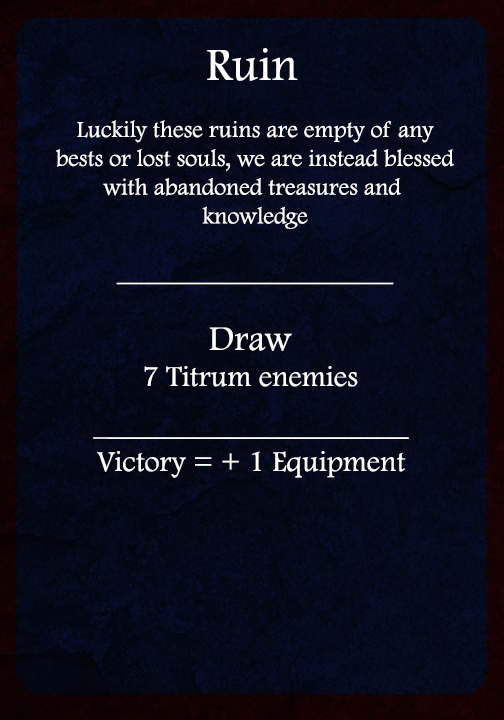 Ruin
Luckily these ruins are empty of any
bests or lost souls, we are instead blessed
with abandoned treasures and
knowledge
Draw
7 Titrum enemies
Victory = + 1 Equipment